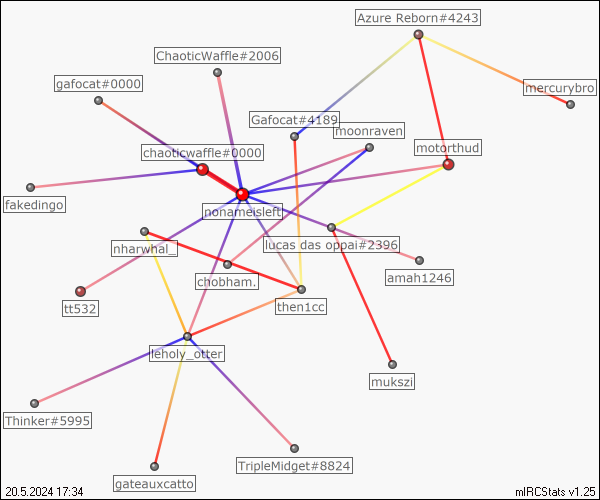 Azure Reborn#4243
ChaoticWaffle#2006
gafocat#0000
mercurybro
Gafocat#4189
moonraven
motorthud
chaoticwaffle#0000
fakedingo
nonameisleft
lucas das oppai#2396
nharwhal_
amah1246
chobham.
tt532
then1cc
leholy_otter
mukszi
Thinker#5995
TripleMidget#8824
gateauxcatto
20.5.2024 17:34
mIRCStats v1.25